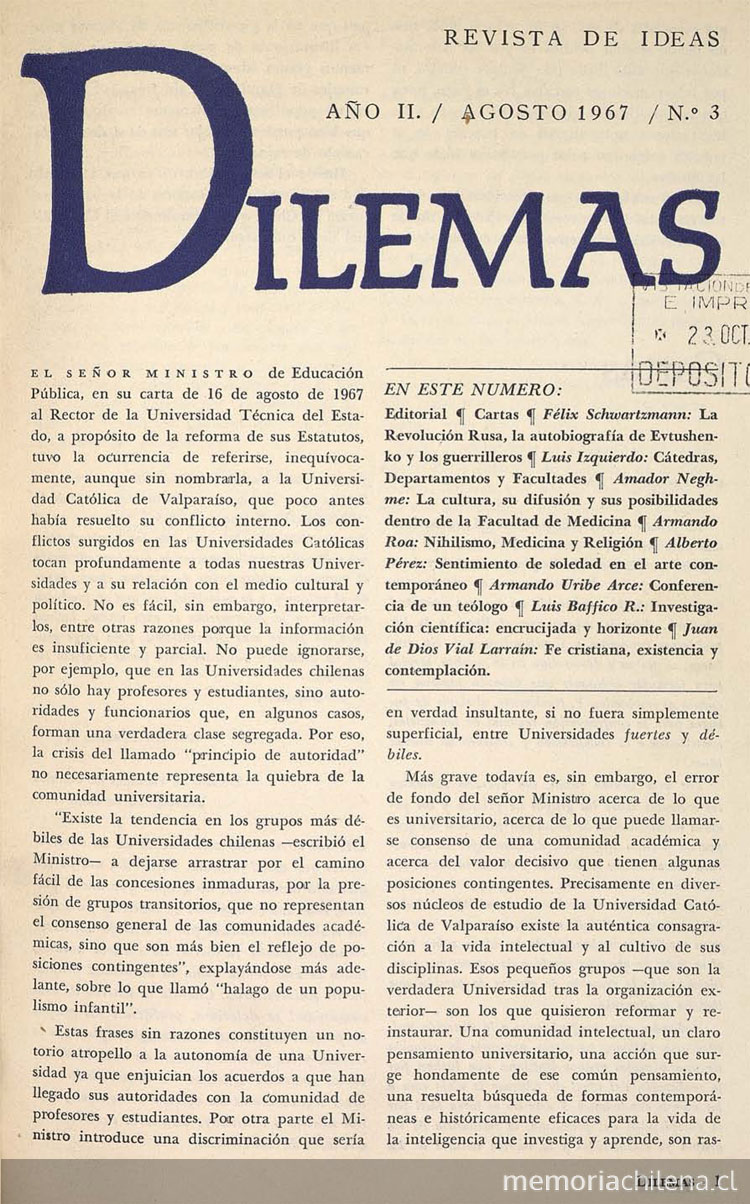 REVISTA DE IDEAS
AÑO II. / AGOSTO 1967 / N.º 3
DILEMAS
E IMPR
23 OCT.
DEPOSITO
EL SEÑOR MINISTRO de Educación
Pública, en su carta de 16 de agosto de 1967
al Rector de la Universidad Técnica del Esta-
do, a propósito de la reforma de sus Estatutos,
tuvo la ocurrencia de referirse, inequívoca-
mente, aunque sin nombrarla, a la Universi-
dad Católica de Valparaíso, que poco antes
había resuelto su conflicto interno. Los con-
flictos surgidos en las Universidades Católicas
tocan profundamente a todas nuestras Univer-
sidades y a su relación con el medio cultural y
político. No es fácil, sin embargo, interpretar-
los, entre otras razones porque la información
es insuficiente y parcial. No puede ignorarse,
por ejemplo, que en las Universidades chilenas
no sólo hay profesores y estudiantes, sino auto-
ridades y funcionarios que, en algunos casos,
forman una verdadera clase segregada. Por eso,
la crisis del llamado "principio de autoridad"
no necesariamente representa la quiebra de la
comunidad universitaria.
"Existe la tendencia en los grupos más dé-
biles de las Universidades chilenas —escribió el
Ministro— a dejarse arrastrar por el camino
fácil de las concesiones inmaduras, por la pre-
sión de grupos transitorios, que no representan
el consenso general de las comunidades acadé-
micas, sino que son más bien el reflejo de po-
siciones contingentes", explayándose más ade-
lante, sobre lo que llamó "halago de un popu-
lismo infantil".
Estas frases sin razones constituyen un no-
torio atropello a la autonomía de una Univer-
sidad ya que enjuician los acuerdos a que han
llegado sus autoridades con la comunidad de
profesores y estudiantes. Por otra parte el Mi-
nistro introduce una discriminación que sería
EN ESTE NUMERO:
Editorial ¶ Cartas ¶ Félix Schwartzmann: La
Revolución Rusa, la autobiografía de Evtushen-
ko y los guerrilleros ¶ Luis Izquierdo: Cátedras,
Departamentos y Facultades ¶ Amador Negh-
me: La cultura, su difusión y sus posibilidades
dentro de la Facultad de Medicina ¶ Armando
Roa: Nihilismo, Medicina y Religión ¶ Alberto
Pérez: Sentimiento de soledad en el arte con-
temporáneo ¶ Armando Uribe Arce: Conferen-
cia de un teólogo ¶ Luis Baffico R.: Investiga-
ción científica: encrucijada y horizonte ¶ Juan
de Dios Vial Larraín: Fe cristiana, existencia y
contemplación.
en verdad insultante, si no fuera simplemente
superficial, entre Universidades fuertes y dé-
biles.
Más grave todavía es, sin embargo, el error
de fondo del señor Ministro acerca de lo que
es universitario, acerca de lo que puede llamar-
se consenso de una comunidad académica y
acerca del valor decisivo que tienen algunas
posiciones contingentes. Precisamente en diver-
sos núcleos de estudio de la Universidad Cató-
lica de Valparaíso existe la auténtica consagra-
ción a la vida intelectual y al cultivo de sus
disciplinas. Esos pequeños grupos —que son la
verdadera Universidad tras la organización ex-
terior— son los que quisieron reformar y re-
instaurar. Una comunidad intelectual, un claro
pensamiento universitario, una acción que sur-
ge hondamente de ese común pensamiento,
una resuelta búsqueda de formas contemporá-
neas e históricamente eficaces para la vida de
la inteligencia que investiga y aprende, son ras-
DILEMAS 1
memoriachilena.cl